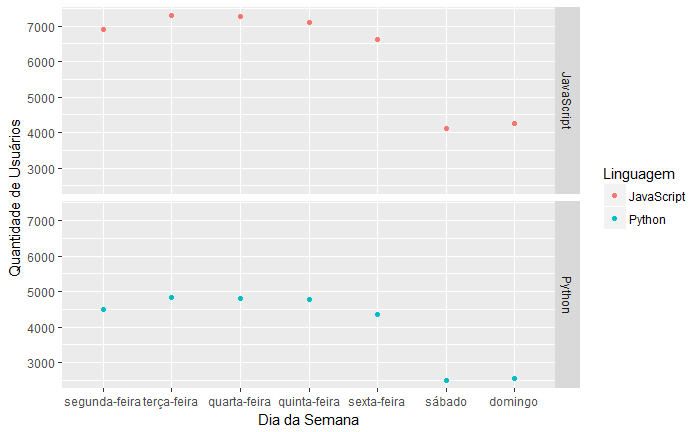 Quantidade de Usuários
7000
6000
5000
4000
3000
JavaScript
7000
6000
5000
4000
3000
Python
segunda-feira terça-feira quarta-feira quinta-feira sexta-feira sábado domingo
Dia da Semana
Linguagem
JavaScript
Python